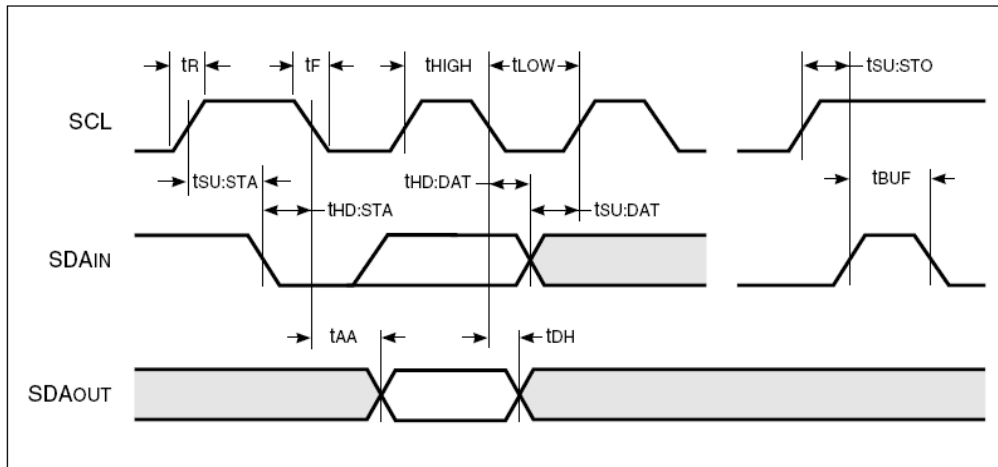 tR tF tHIGH tLOW tSU:STO
SCL
tSU:STA tHD:STA tHD:DAT tSU:DAT tBUF
SDAIN
tAA tDH
SDAOUT